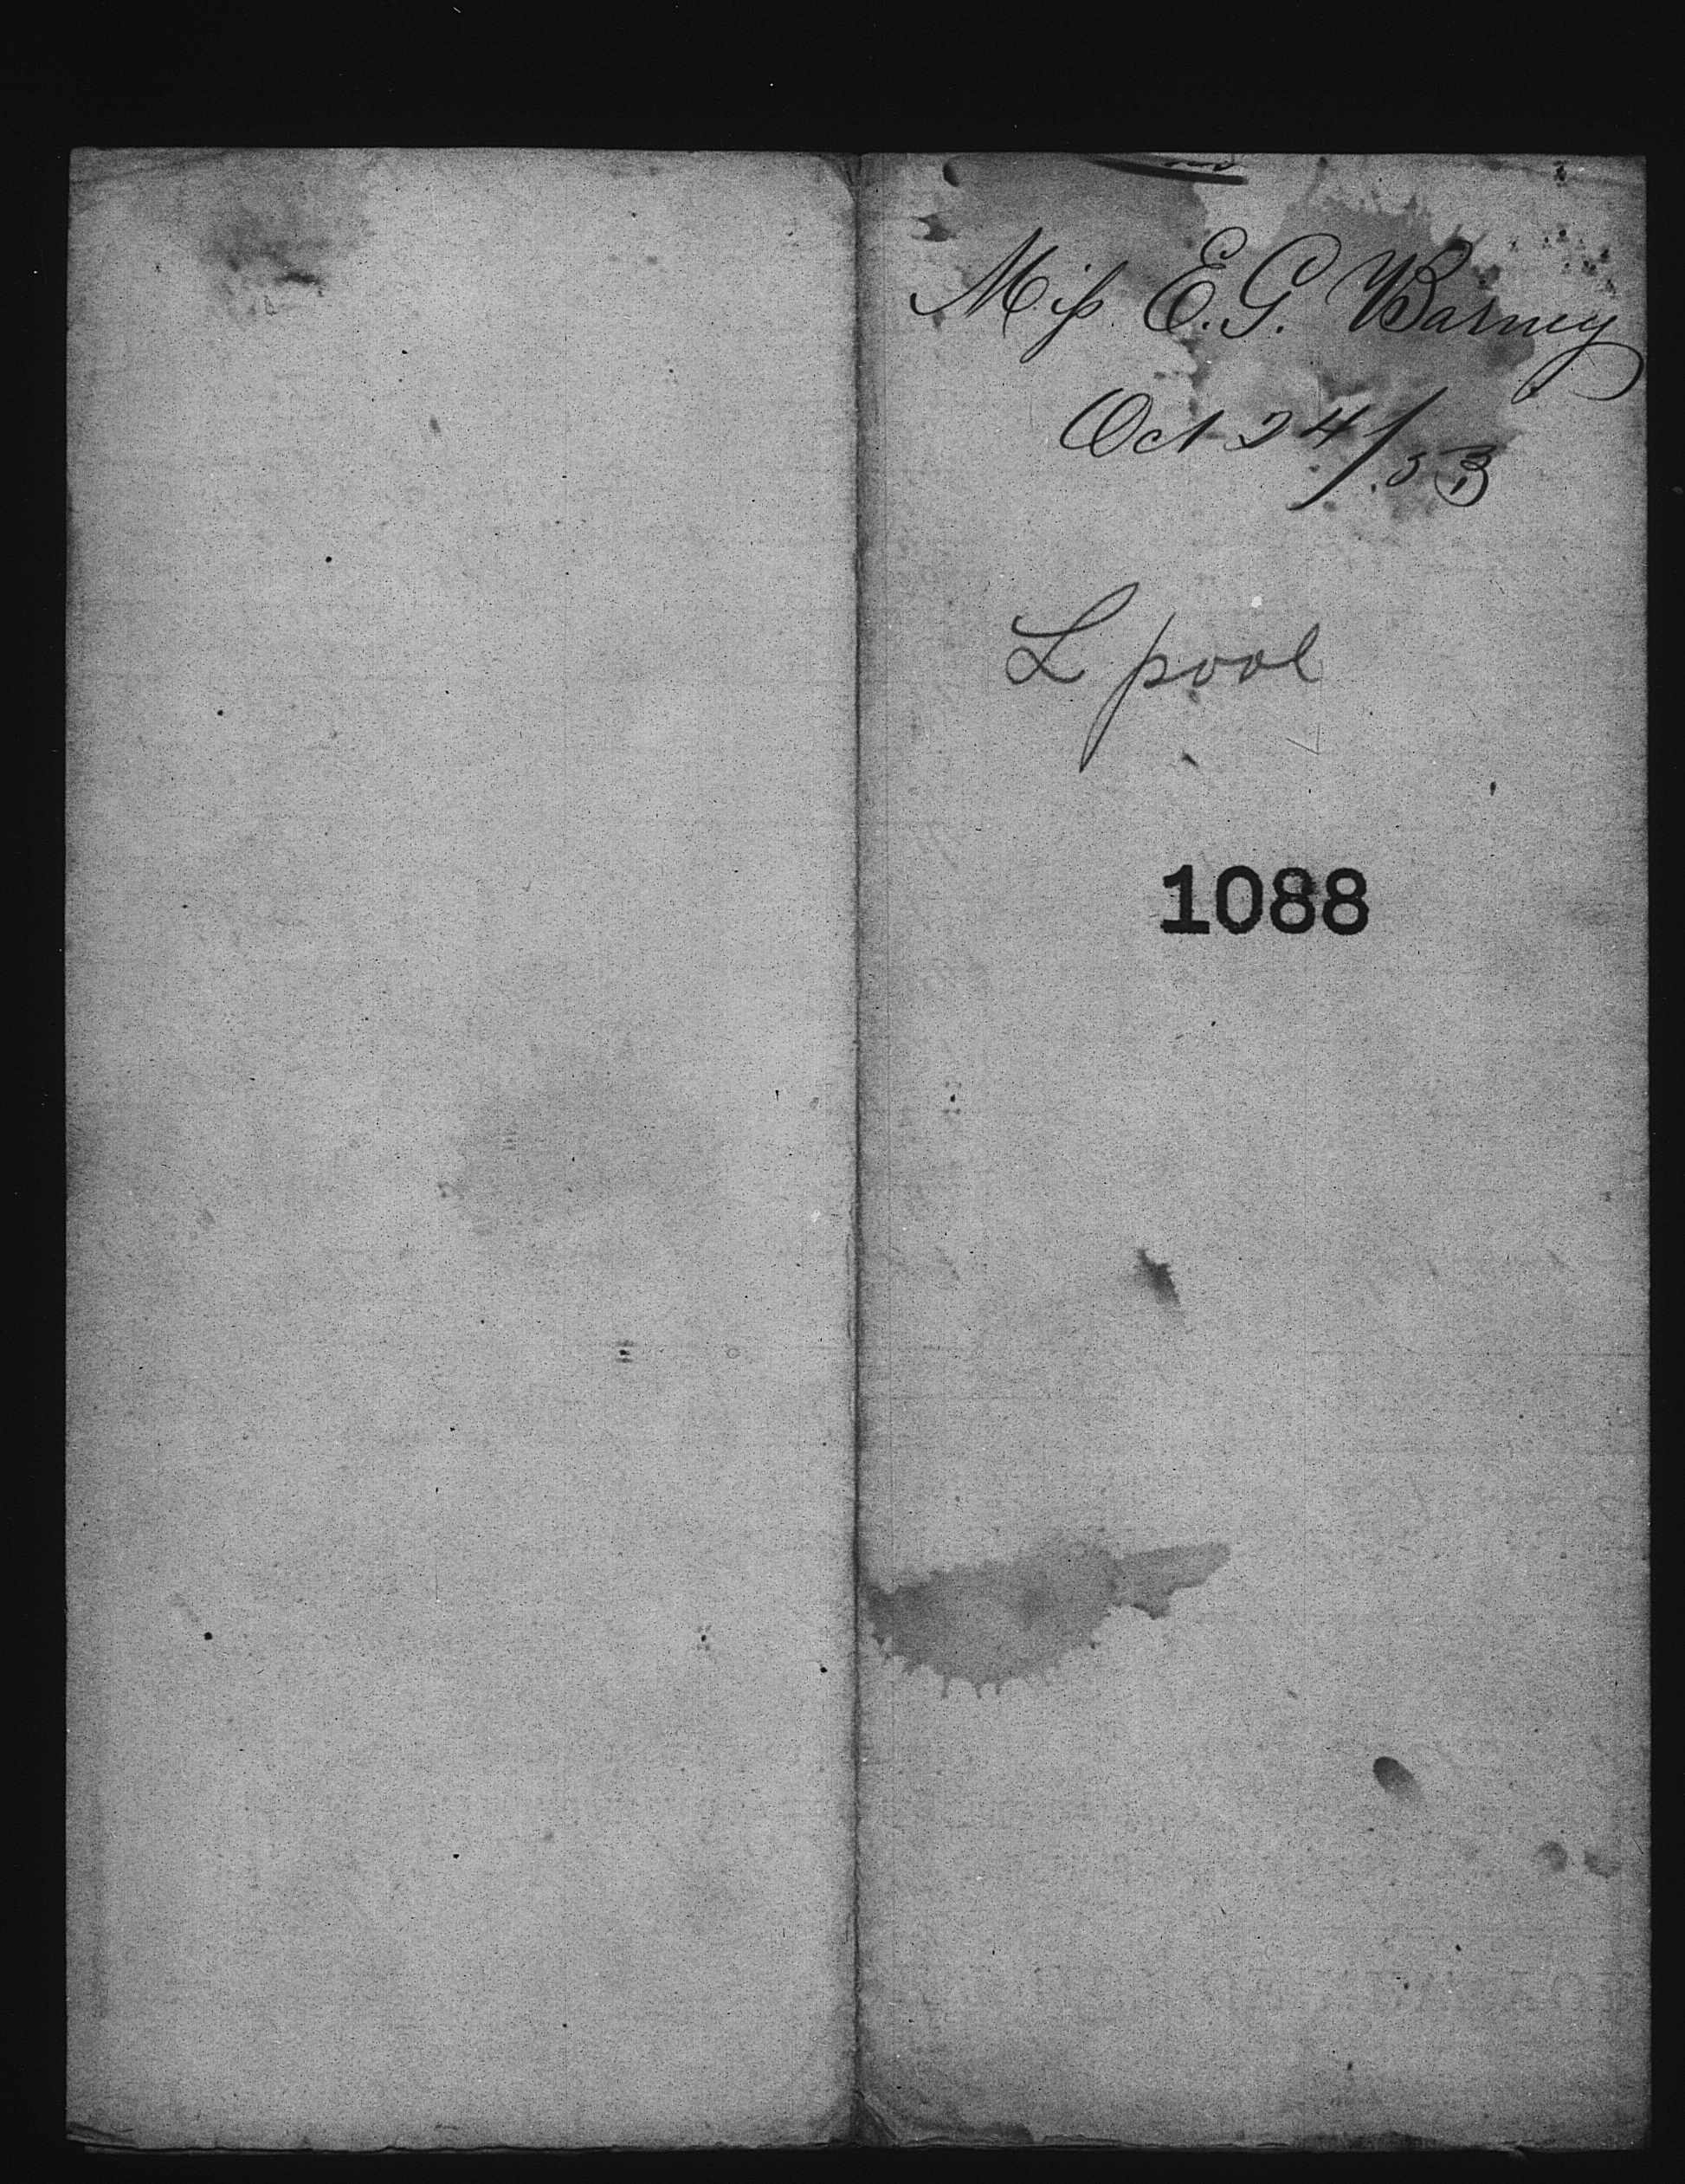 Miss E. G. Barney
Oct 24/53
L pool
1088